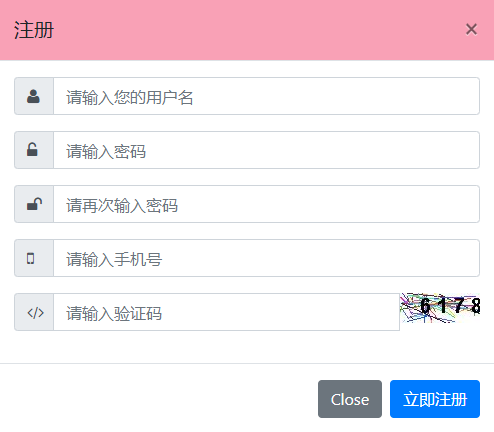 注册 ×
请输入您的用户名
请输入密码
请再次输入密码
请输入手机号
</> 请输入验证码 6178
Close 立即注册